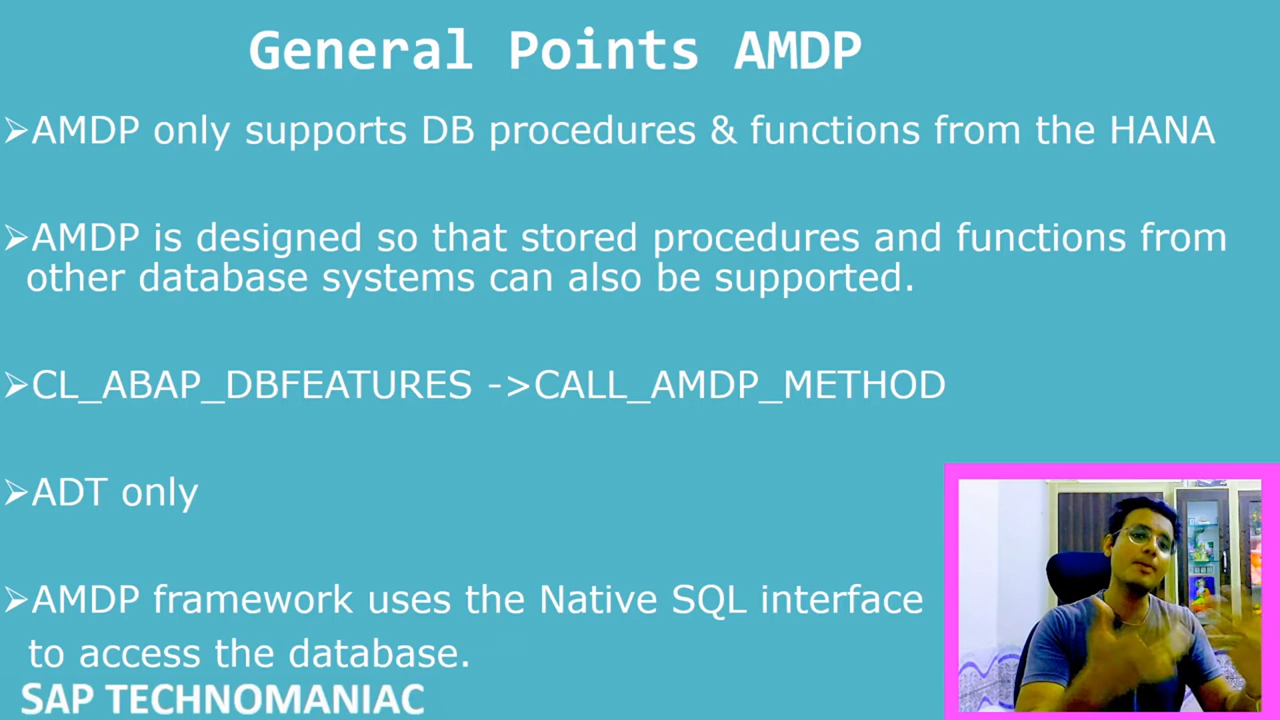 General Points AMDP
➢AMDP only supports DB procedures & functions from the HANA
➢AMDP is designed so that stored procedures and functions from
other database systems can also be supported.
➢CL_ABAP_DBFEATURES ->CALL_AMDP_METHOD
➢ADT only
➢AMDP framework uses the Native SQL interface
to access the database.
SAP TECHNOMANIAC